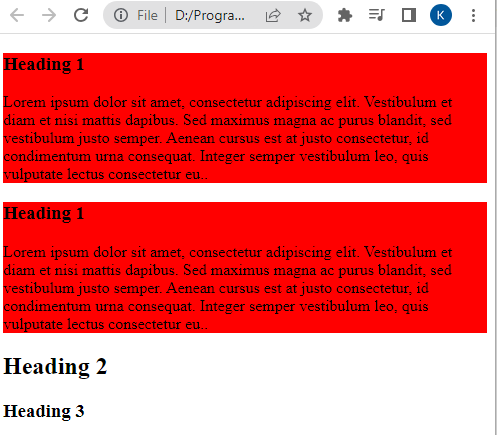 File | D:/Progra...
K
Heading 1
Lorem ipsum dolor sit amet, consectetur adipiscing elit. Vestibulum et
diam et nisi mattis dapibus. Sed maximus magna ac purus blandit, sed
vestibulum justo semper. Aenean cursus est at justo consectetur, id
condimentum urna consequat. Integer semper vestibulum leo, quis
vulputate lectus consectetur eu..
Heading 1
Lorem ipsum dolor sit amet, consectetur adipiscing elit. Vestibulum et
diam et nisi mattis dapibus. Sed maximus magna ac purus blandit, sed
vestibulum justo semper. Aenean cursus est at justo consectetur, id
condimentum urna consequat. Integer semper vestibulum leo, quis
vulputate lectus consectetur eu..
Heading 2
Heading 3